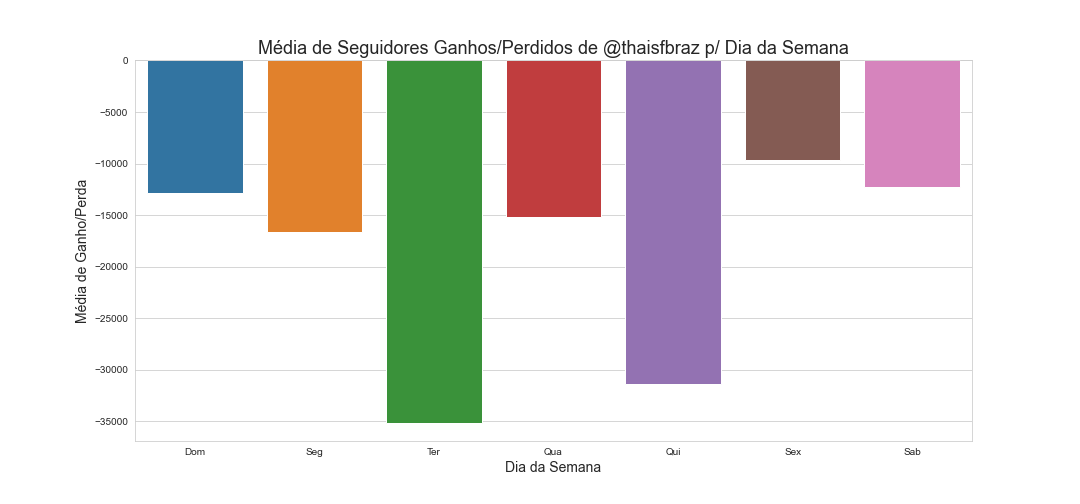 Média de Seguidores Ganhos/Perdidos de @thaisfbraz p/ Dia da Semana
Média de Ganho/Perda
0
−5000
−10000
−15000
−20000
−25000
−30000
−35000
Dom Seg Ter Qua Qui Sex Sab
Dia da Semana